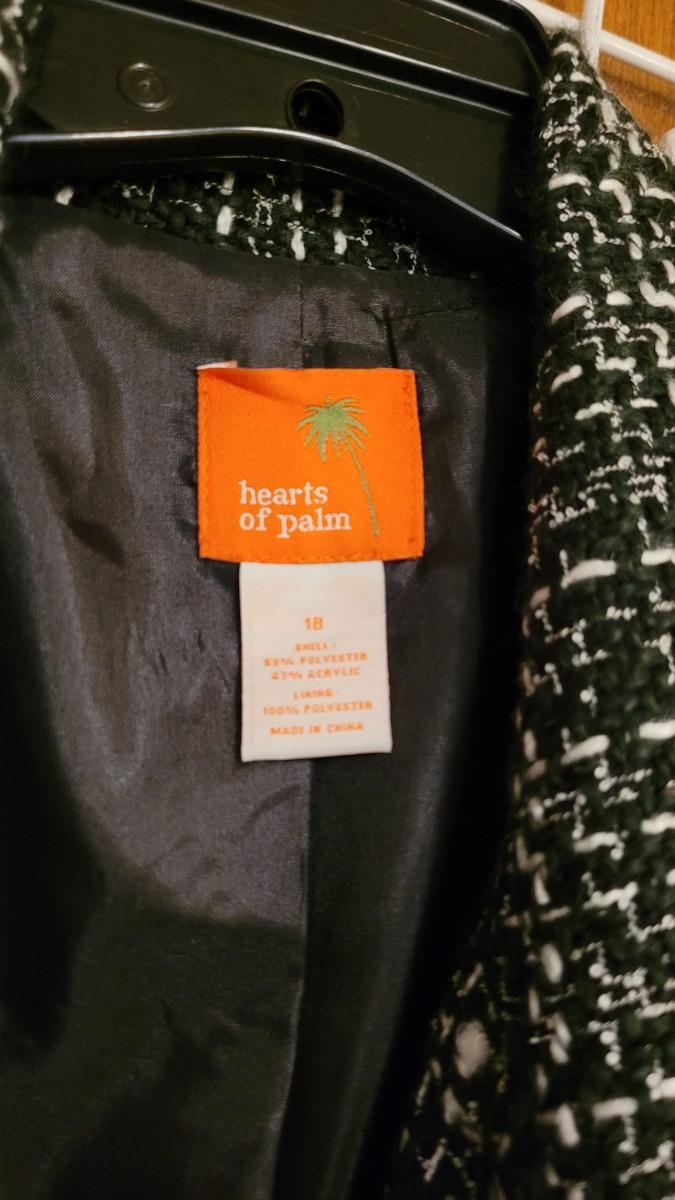 hearts
of palm
18
SHELL:
53% POLYESTER
47% ACRYLIC
LINING:
100% POLYESTER
MADE IN CHINA